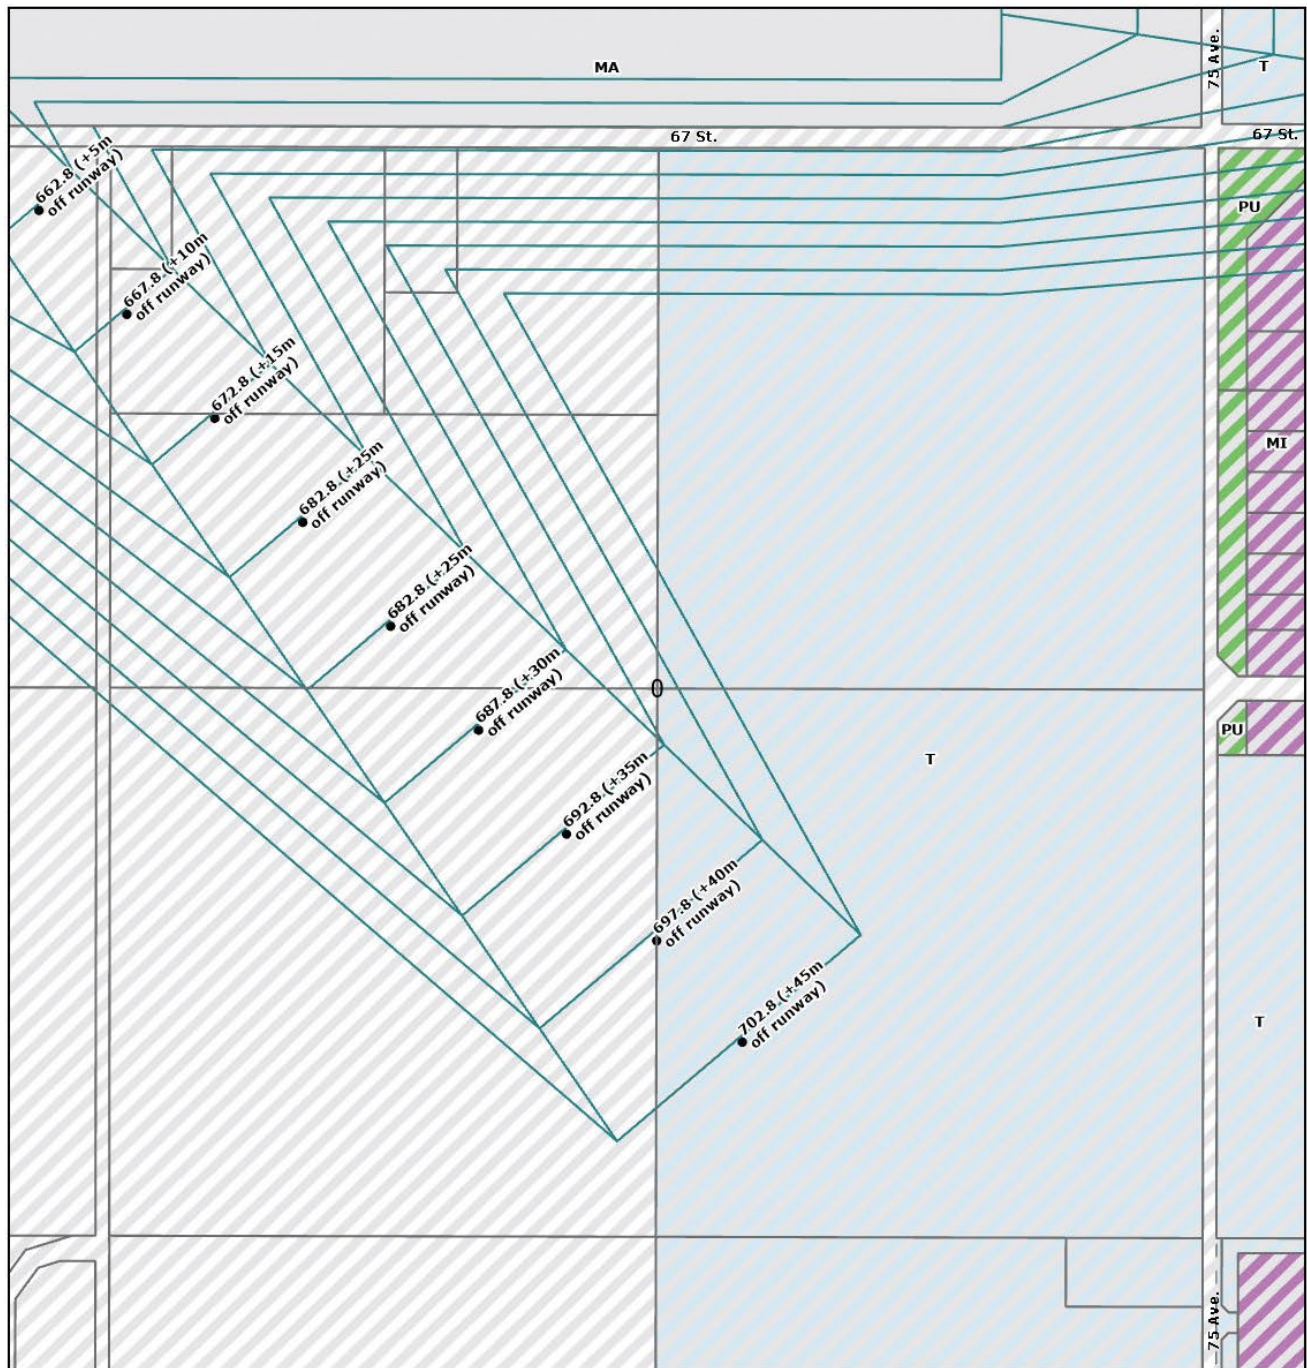 MA
75 Ave.
T
67 St.
67 St.
662.8 (+5m
off runway)
PU
667.8 (+10m
off runway)
672.8 (+15m
off runway)
MI
682.8 (+25m
off runway)
682.8 (+25m
off runway)
687.8 (+30m
off runway)
0
PU
692.8 (+35m
off runway)
T
697.8 (+40m
off runway)
702.8 (+45m
off runway)
T
75 Ave.